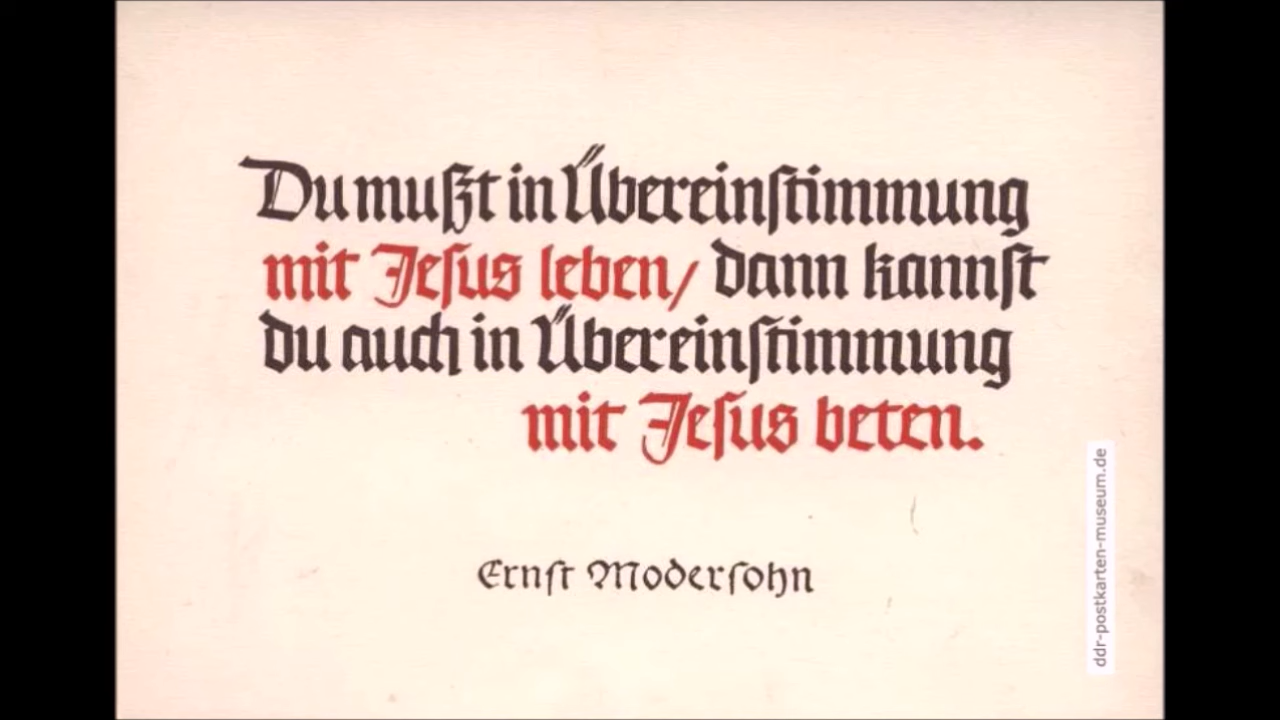 Du mußt in Übereinſtimmung
mit Jeſus leben/ dann kannſt
du auch in Übereinſtimmung
mit Jeſus beten.
Ernſt Moderſohn
ddr-postkarten-museum.de